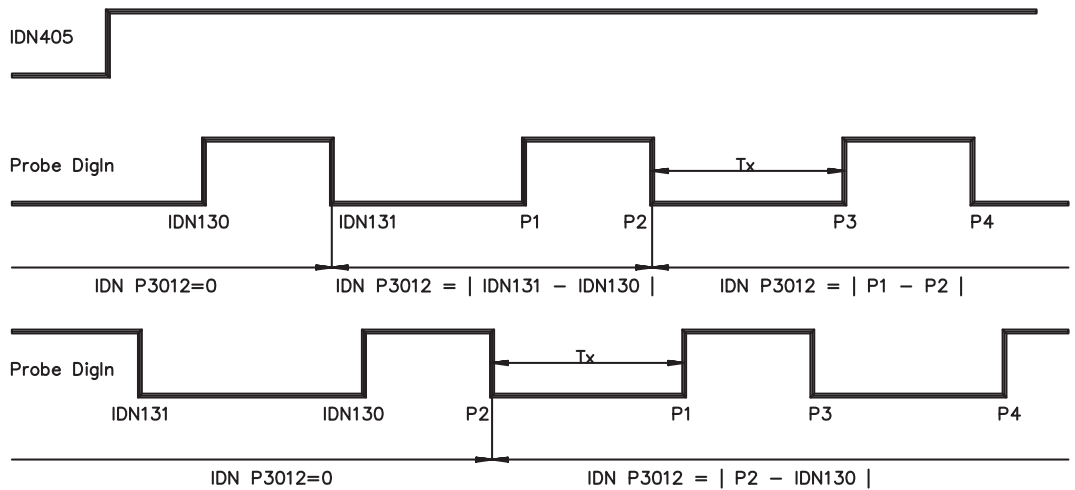 IDN405
Probe DigIn
Tx
IDN130 IDN131 P1 P2 P3 P4
IDN P3012=0 IDN P3012 = | IDN131 - IDN130 | IDN P3012 = | P1 - P2 |
Probe DigIn
Tx
IDN131 IDN130 P2 P1 P3 P4
IDN P3012=0 IDN P3012 = | P2 - IDN130 |